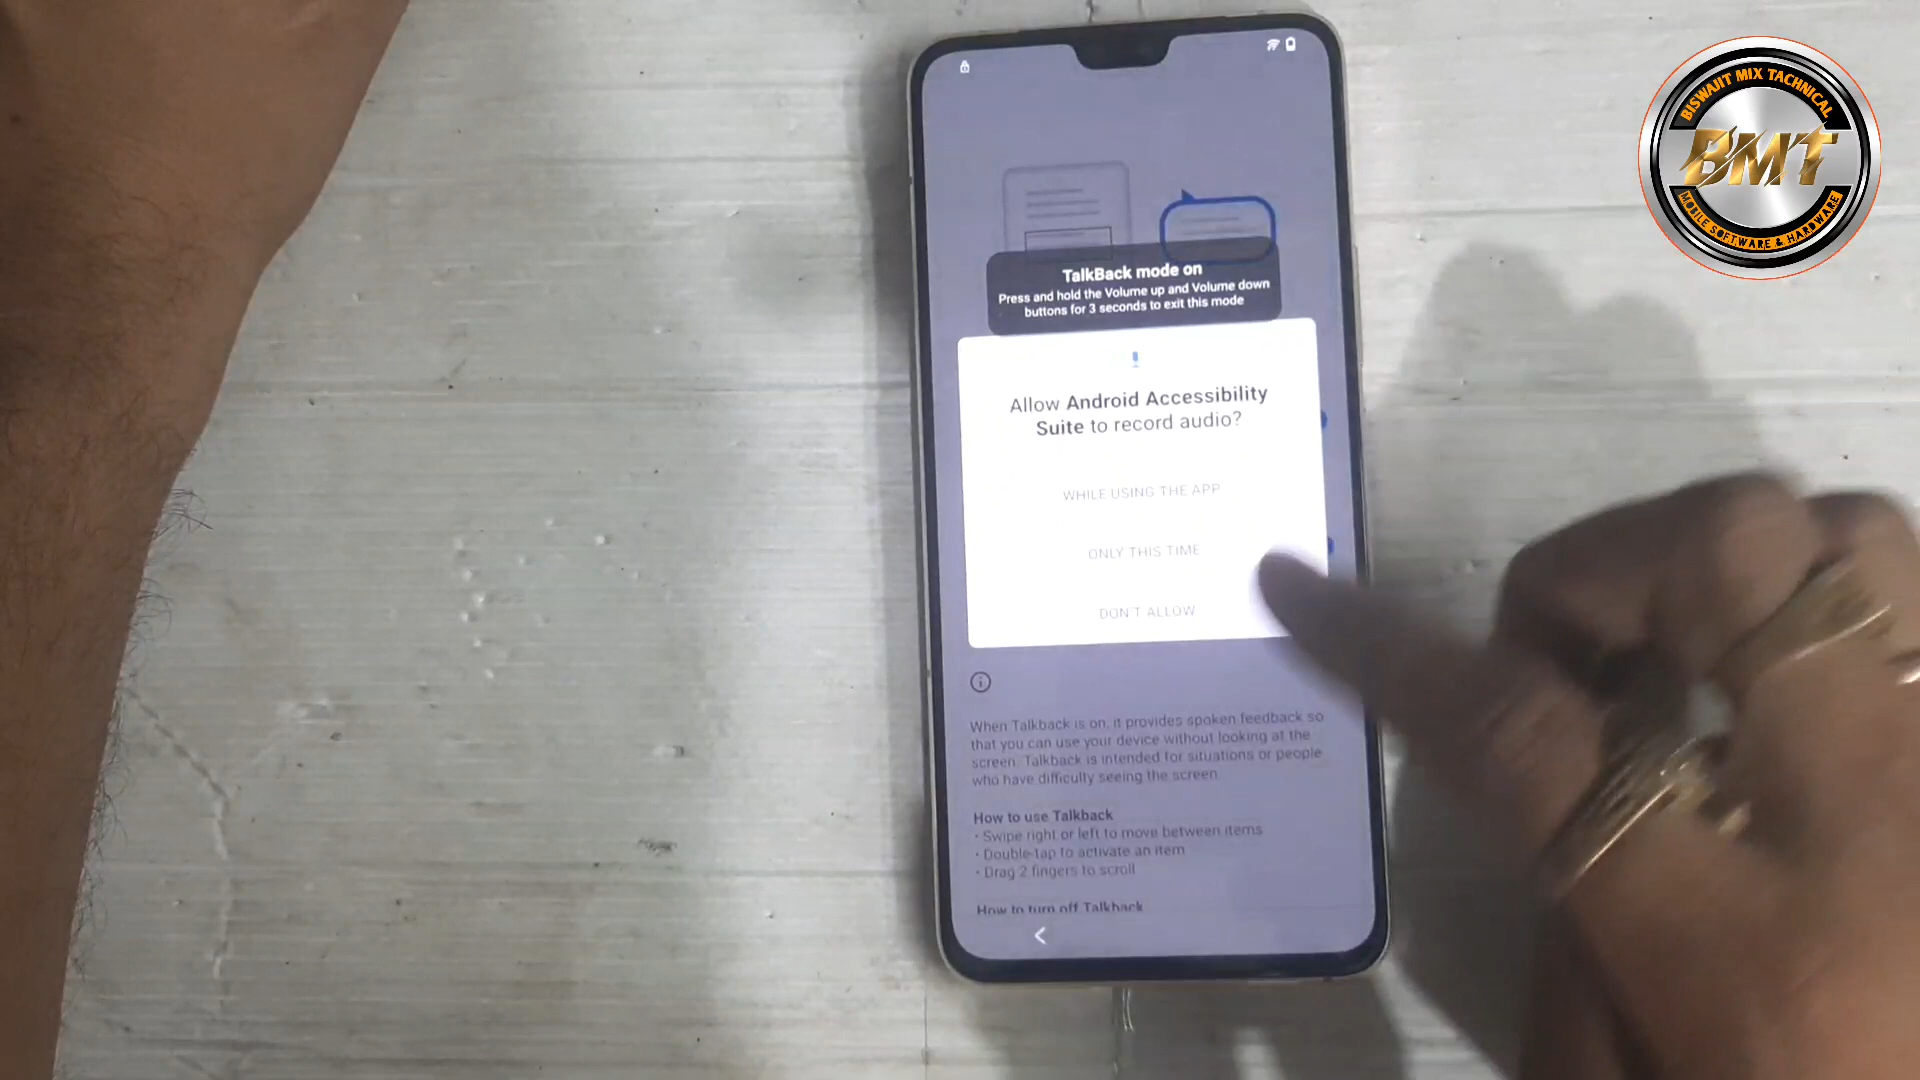 BISWAJIT MIX TACHNICAL
BMT
MOBILE SOFTWARE & HARDWARE
TalkBack mode on
Press and hold the Volume up and Volume down
buttons for 3 seconds to exit this mode
Allow Android Accessibility
Suite to record audio?
WHILE USING THE APP
ONLY THIS TIME
DON'T ALLOW
When Talkback is on, it provides spoken feedback so
that you can use your device without looking at the
screen. Talkback is intended for situations or people
who have difficulty seeing the screen.
How to use Talkback
• Swipe right or left to move between items
• Double-tap to activate an item
• Drag 2 fingers to scroll
How to turn off Talkback